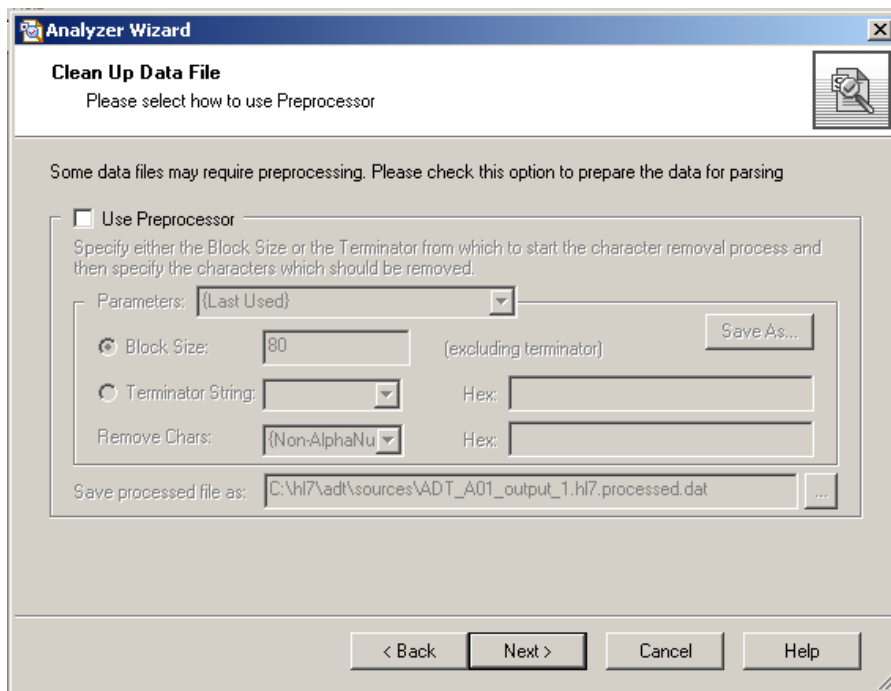 Analyzer Wizard
Clean Up Data File
Please select how to use Preprocessor
Some data files may require preprocessing. Please check this option to prepare the data for parsing
Use Preprocessor
Specify either the Block Size or the Terminator from which to start the character removal process and
then specify the characters which should be removed.
Parameters: {Last Used}
Save As...
Block Size: 80 (excluding terminator)
Terminator String: Hex:
Remove Chars: {Non-AlphaNu Hex:
Save processed file as: C:\hl7\adt\sources\ADT_A01_output_1.hl7.processed.dat ...
< Back Next > Cancel Help